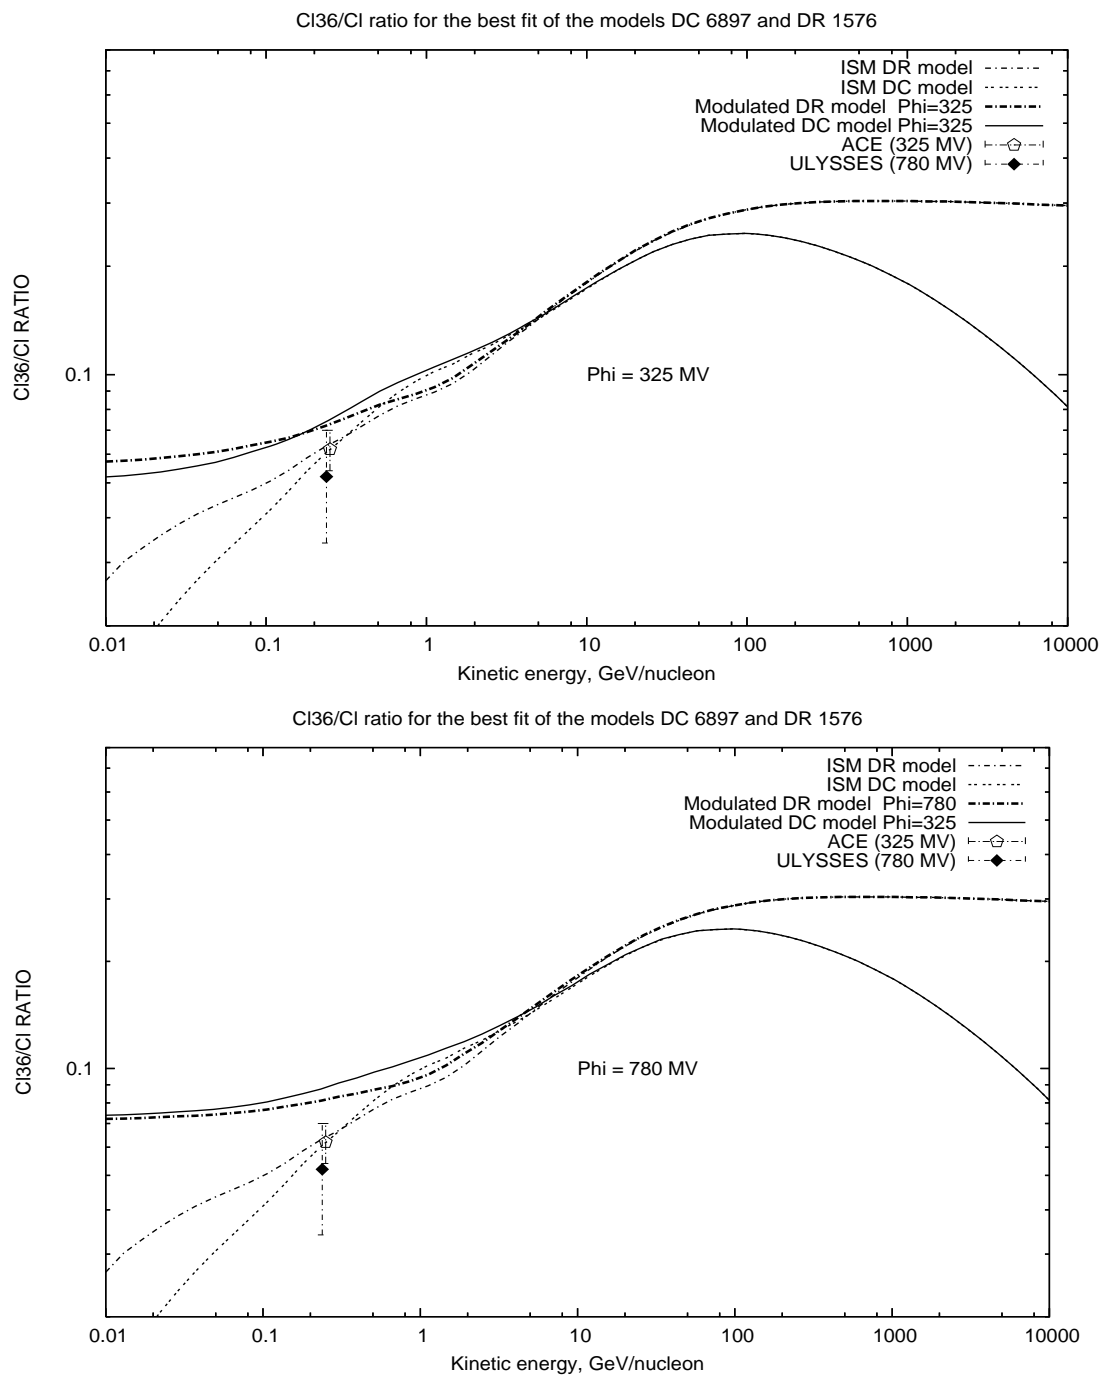 Cl36/Cl ratio for the best fit of the models DC 6897 and DR 1576
ISM DR model
ISM DC model
Modulated DR model Phi=325
Modulated DC model Phi=325
ACE (325 MV)
ULYSSES (780 MV)
Cl36/Cl RATIO
0.1
Phi = 325 MV
0.01 0.1 1 10 100 1000 10000
Kinetic energy, GeV/nucleon
Cl36/Cl ratio for the best fit of the models DC 6897 and DR 1576
ISM DR model
ISM DC model
Modulated DR model Phi=780
Modulated DC model Phi=325
ACE (325 MV)
ULYSSES (780 MV)
Cl36/Cl RATIO
0.1
Phi = 780 MV
0.01 0.1 1 10 100 1000 10000
Kinetic energy, GeV/nucleon